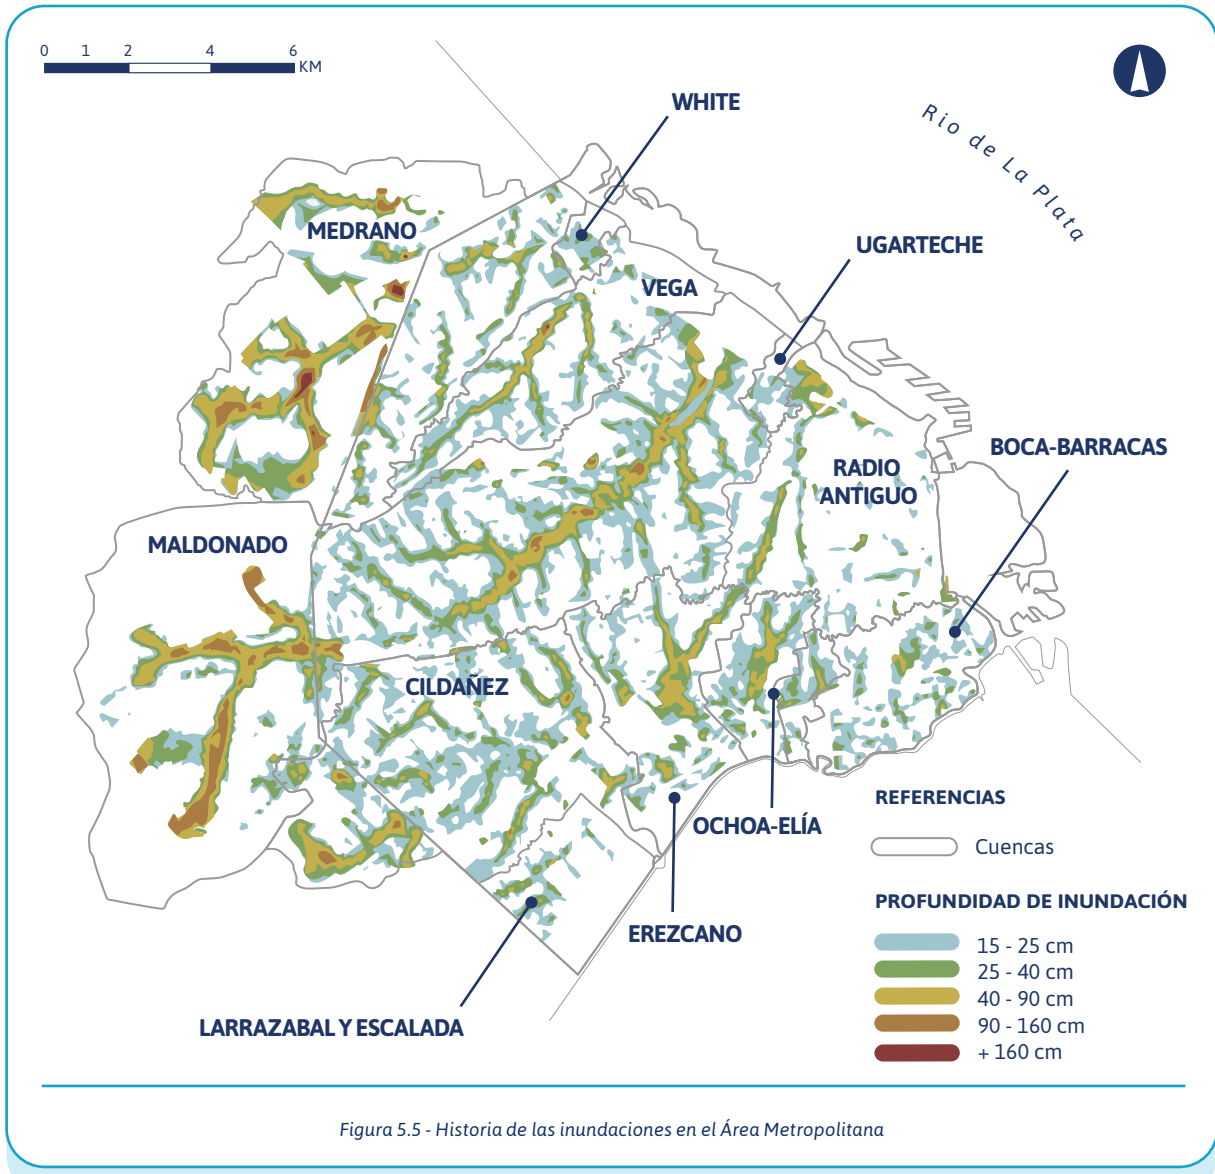 0 1 2 4 6
KM
WHITE
Rio de La Plata
MEDRANO
UGARTECHE
VEGA
BOCA-BARRACAS
RADIO
ANTIGUO
MALDONADO
CILDAÑEZ
REFERENCIAS
OCHOA-ELÍA
Cuencas
PROFUNDIDAD DE INUNDACIÓN
EREZCANO
15 - 25 cm
25 - 40 cm
40 - 90 cm
90 - 160 cm
+ 160 cm
LARRAZABAL Y ESCALADA
Figura 5.5 - Historia de las inundaciones en el Área Metropolitana